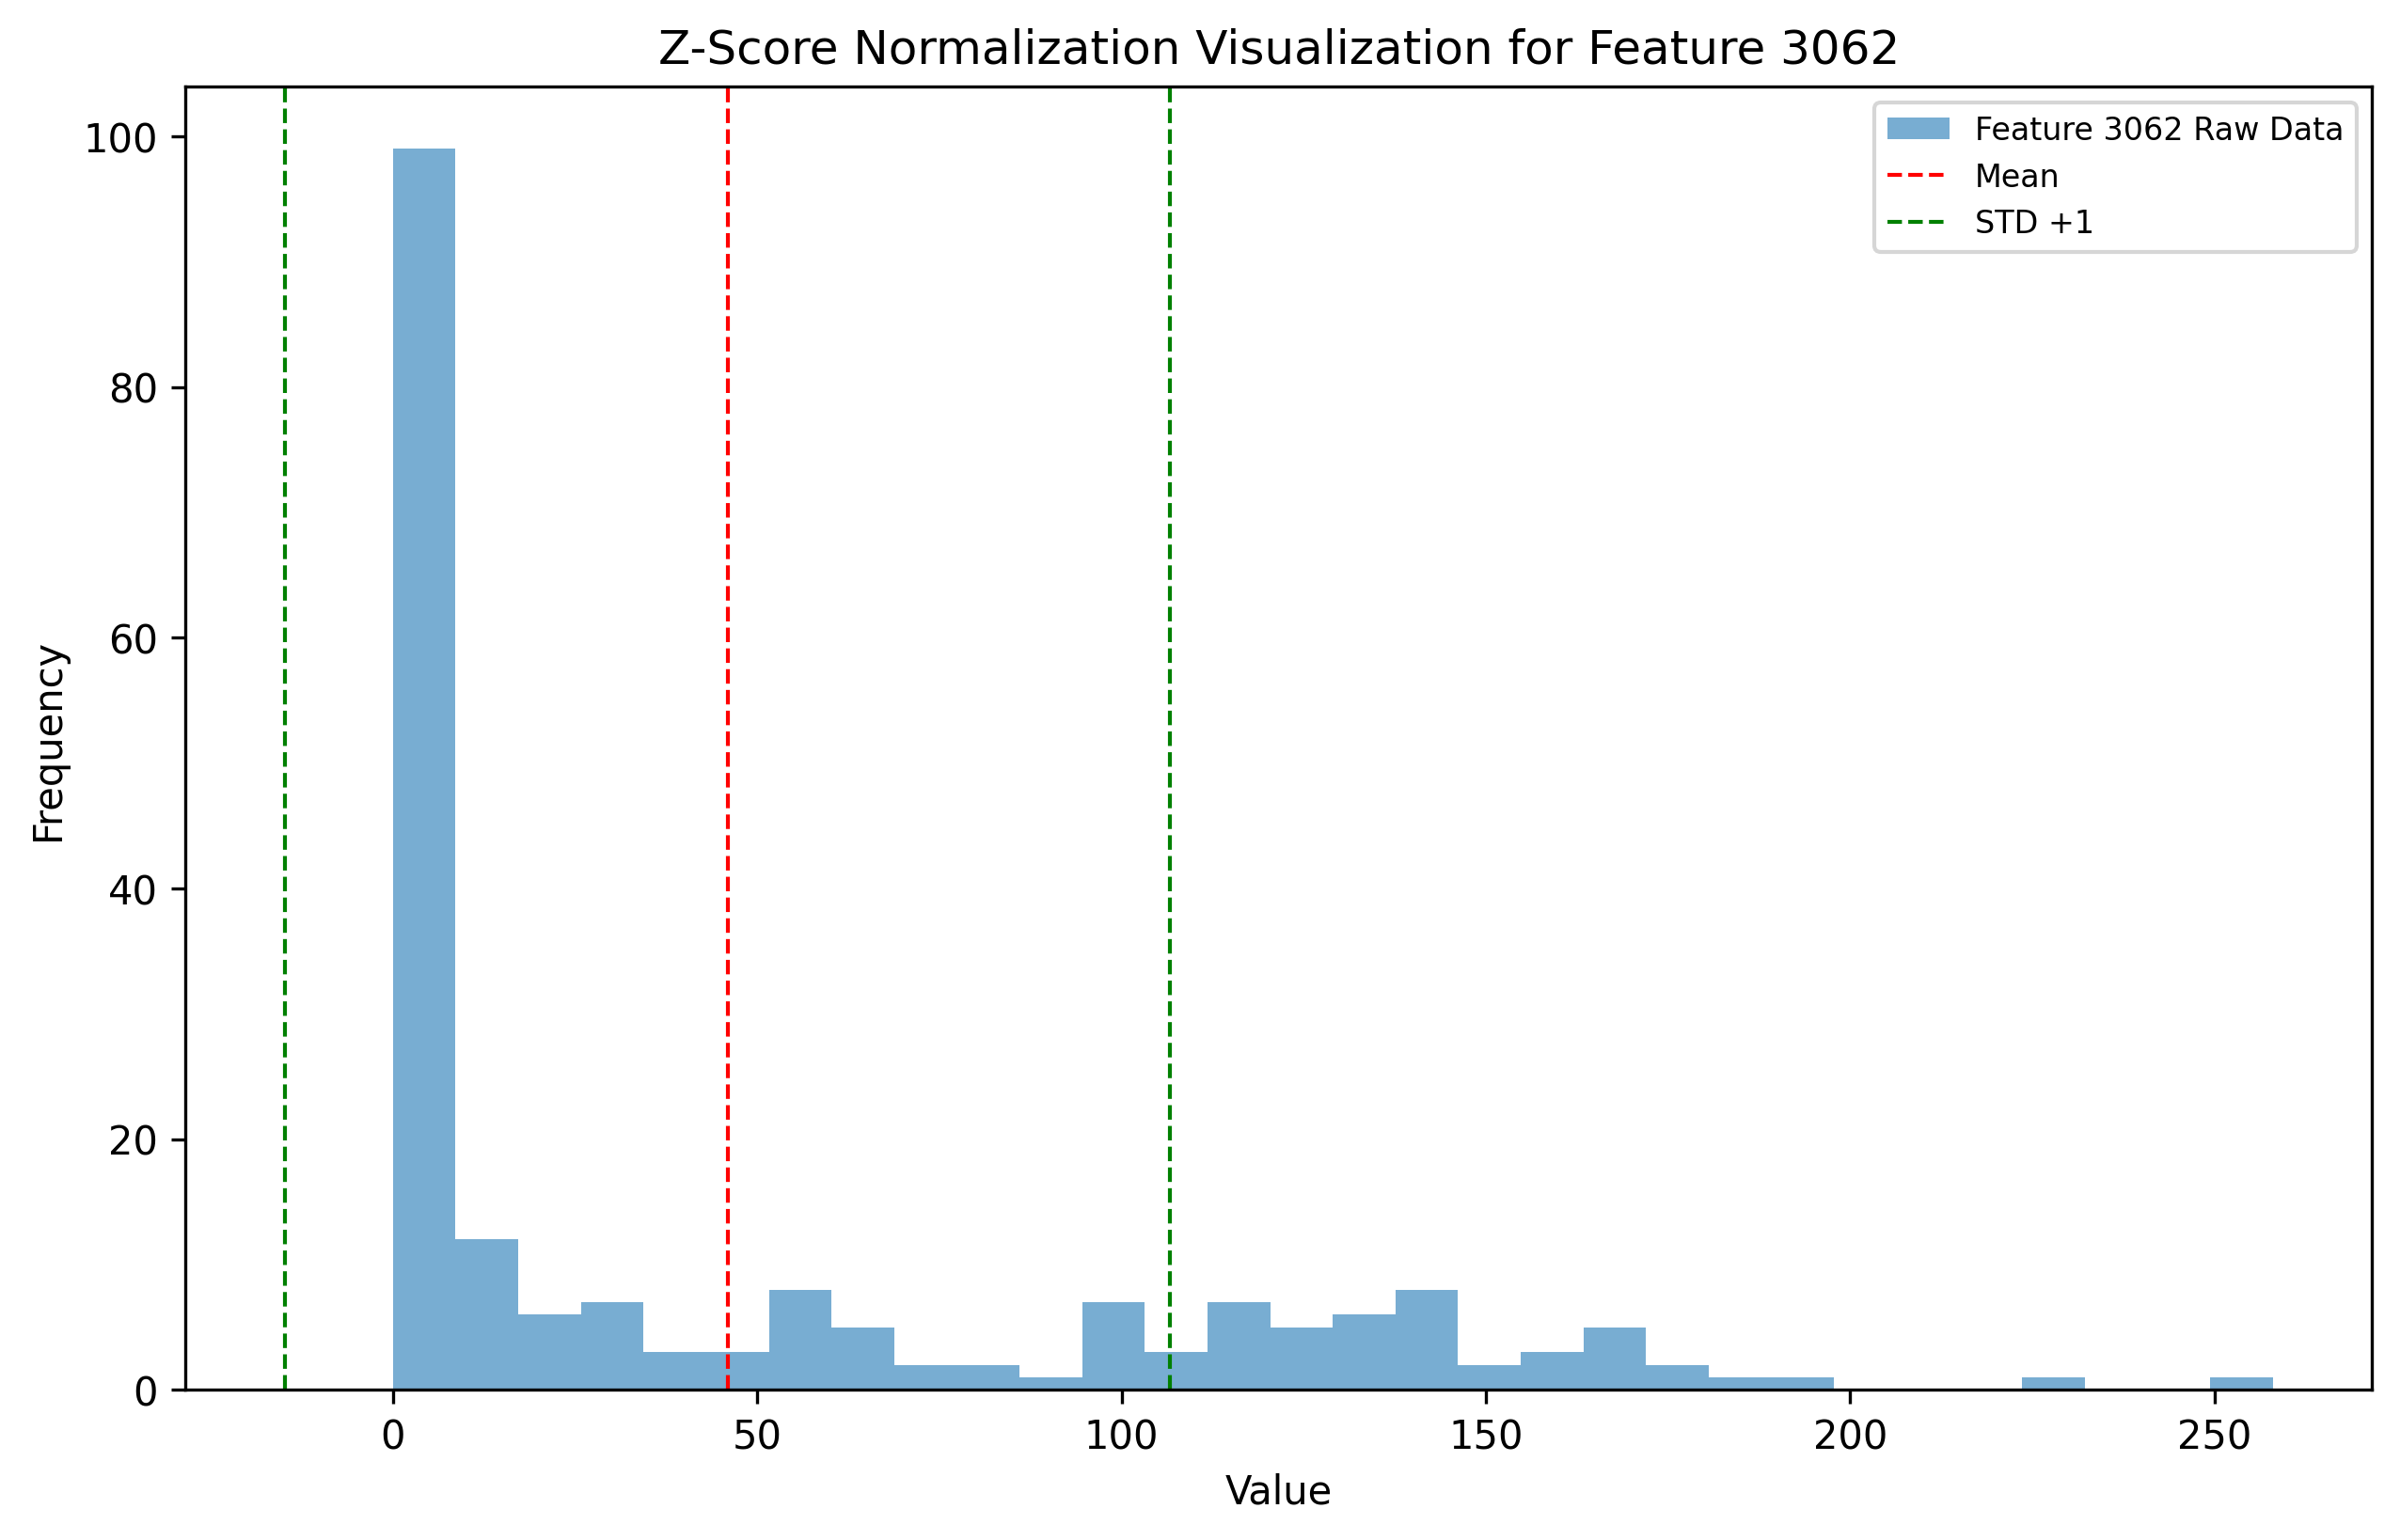 Z-Score Normalization Visualization for Feature 3062
Feature 3062 Raw Data
Mean
STD +1
Frequency
100
80
60
40
20
0
0 50 100 150 200 250
Value